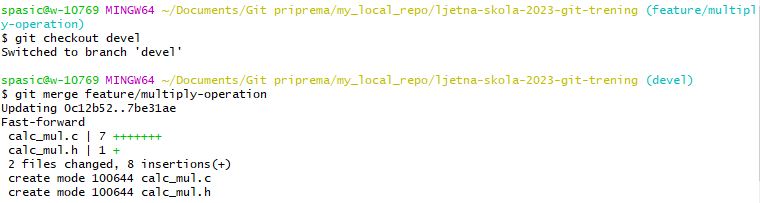 spasic@w-10769 MINGW64 ~/Documents/Git priprema/my_local_repo/ljetna-skola-2023-git-trening (feature/multipl
y-operation)
$ git checkout devel
Switched to branch 'devel'
spasic@w-10769 MINGW64 ~/Documents/Git priprema/my_local_repo/ljetna-skola-2023-git-trening (devel)
$ git merge feature/multiply-operation
Updating 0c12b52..7be31ae
Fast-forward
 calc_mul.c | 7 +++++++
 calc_mul.h | 1 +
 2 files changed, 8 insertions(+)
 create mode 100644 calc_mul.c
 create mode 100644 calc_mul.h